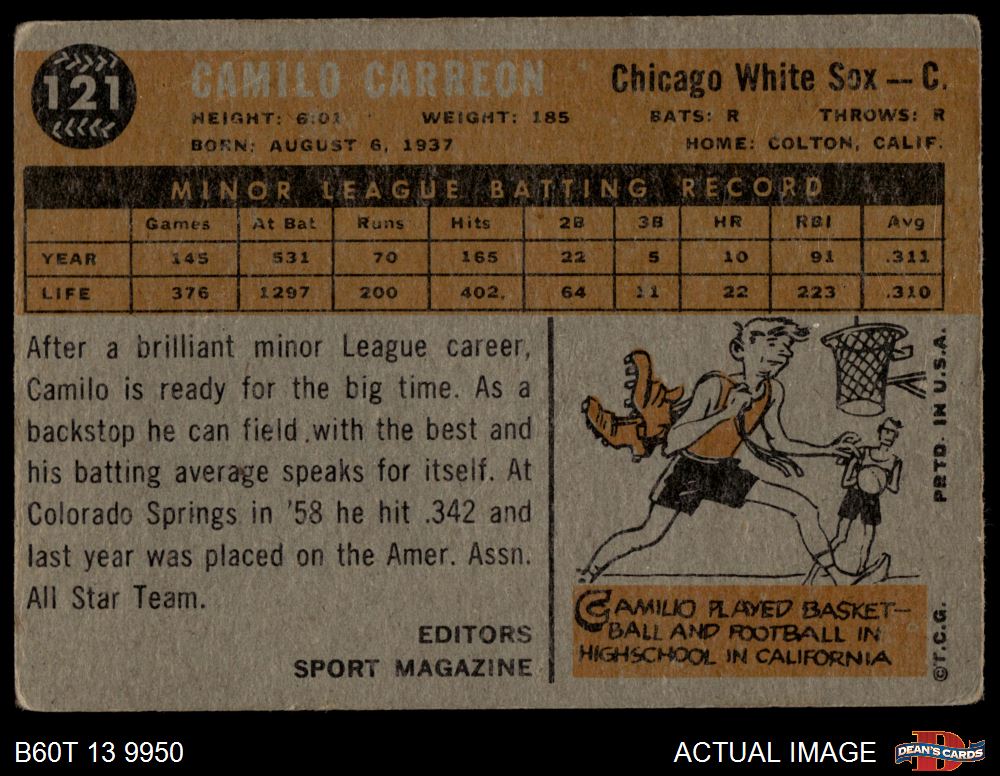 121
CAMILO CARREON
Chicago White Sox — C.
HEIGHT: 6:01 WEIGHT: 185 BATS: R THROWS: R
BORN: AUGUST 6, 1937 HOME: COLTON, CALIF.
MINOR LEAGUE BATTING RECORD
Games At Bat Runs Hits 2B 3B HR RBI Avg
YEAR 145 531 70 165 22 5 10 91 .311
LIFE 376 1297 200 402. 64 11 22 223 .310
After a brilliant minor League career,
Camilo is ready for the big time. As a
backstop he can field with the best and
his batting average speaks for itself. At
Colorado Springs in '58 he hit .342 and
last year was placed on the Amer. Assn.
All Star Team.
EDITORS
SPORT MAGAZINE
CAMILIO PLAYED BASKET-
BALL AND FOOTBALL IN
HIGHSCHOOL IN CALIFORNIA
©T.C.G. PRTD. IN U.S.A.
B60T 13 9950
ACTUAL IMAGE
DEAN'S CARDS